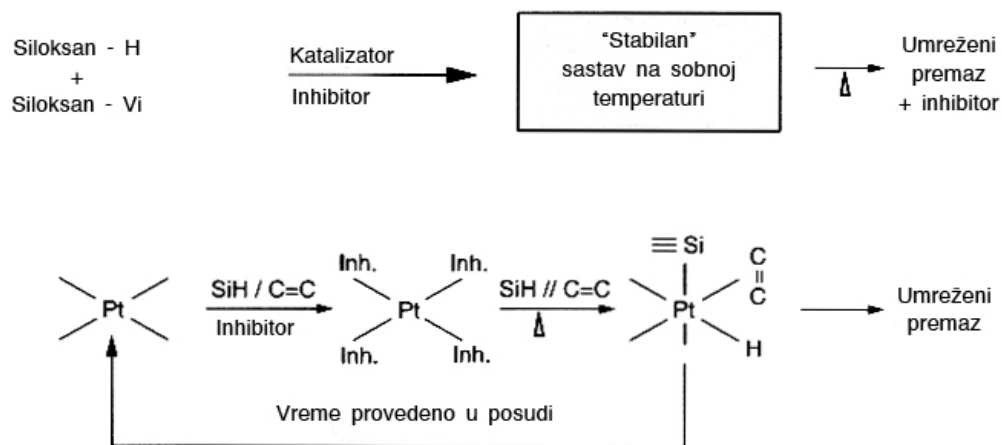 Siloksan - H
+
Siloksan - Vi
Katalizator
Inhibitor
"Stabilan"
sastav na sobnoj
temperaturi
Δ
Umreženi
premaz
+ inhibitor
Pt
SiH / C=C
Inhibitor
Inh. Inh.
Pt
Inh. Inh.
SiH // C=C
Δ
≡Si
C=C
Pt
H
Umreženi
premaz
Vreme provedeno u posudi